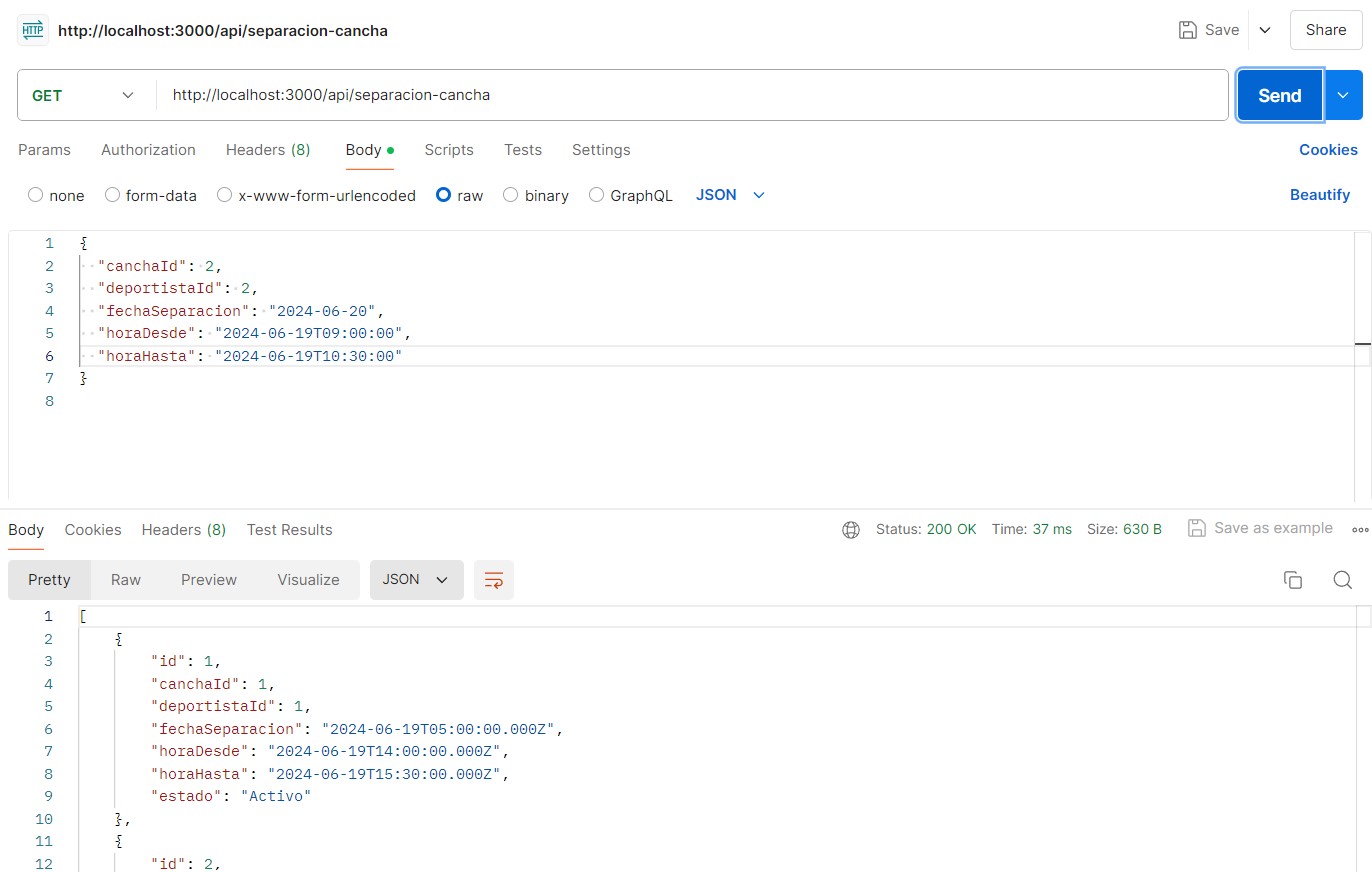 HTTP http://localhost:3000/api/separacion-cancha Save Share
GET http://localhost:3000/api/separacion-cancha Send
Params Authorization Headers (8) Body Scripts Tests Settings Cookies
none form-data x-www-form-urlencoded raw binary GraphQL JSON Beautify
1 {
2 "canchaId": 2,
3 "deportistaId": 2,
4 "fechaSeparacion": "2024-06-20",
5 "horaDesde": "2024-06-19T09:00:00",
6 "horaHasta": "2024-06-19T10:30:00"
7 }
8
Body Cookies Headers (8) Test Results Status: 200 OK Time: 37 ms Size: 630 B Save as example
Pretty Raw Preview Visualize JSON
1 [
2 {
3 "id": 1,
4 "canchaId": 1,
5 "deportistaId": 1,
6 "fechaSeparacion": "2024-06-19T05:00:00.000Z",
7 "horaDesde": "2024-06-19T14:00:00.000Z",
8 "horaHasta": "2024-06-19T15:30:00.000Z",
9 "estado": "Activo"
10 },
11 {
12 "id": 2,